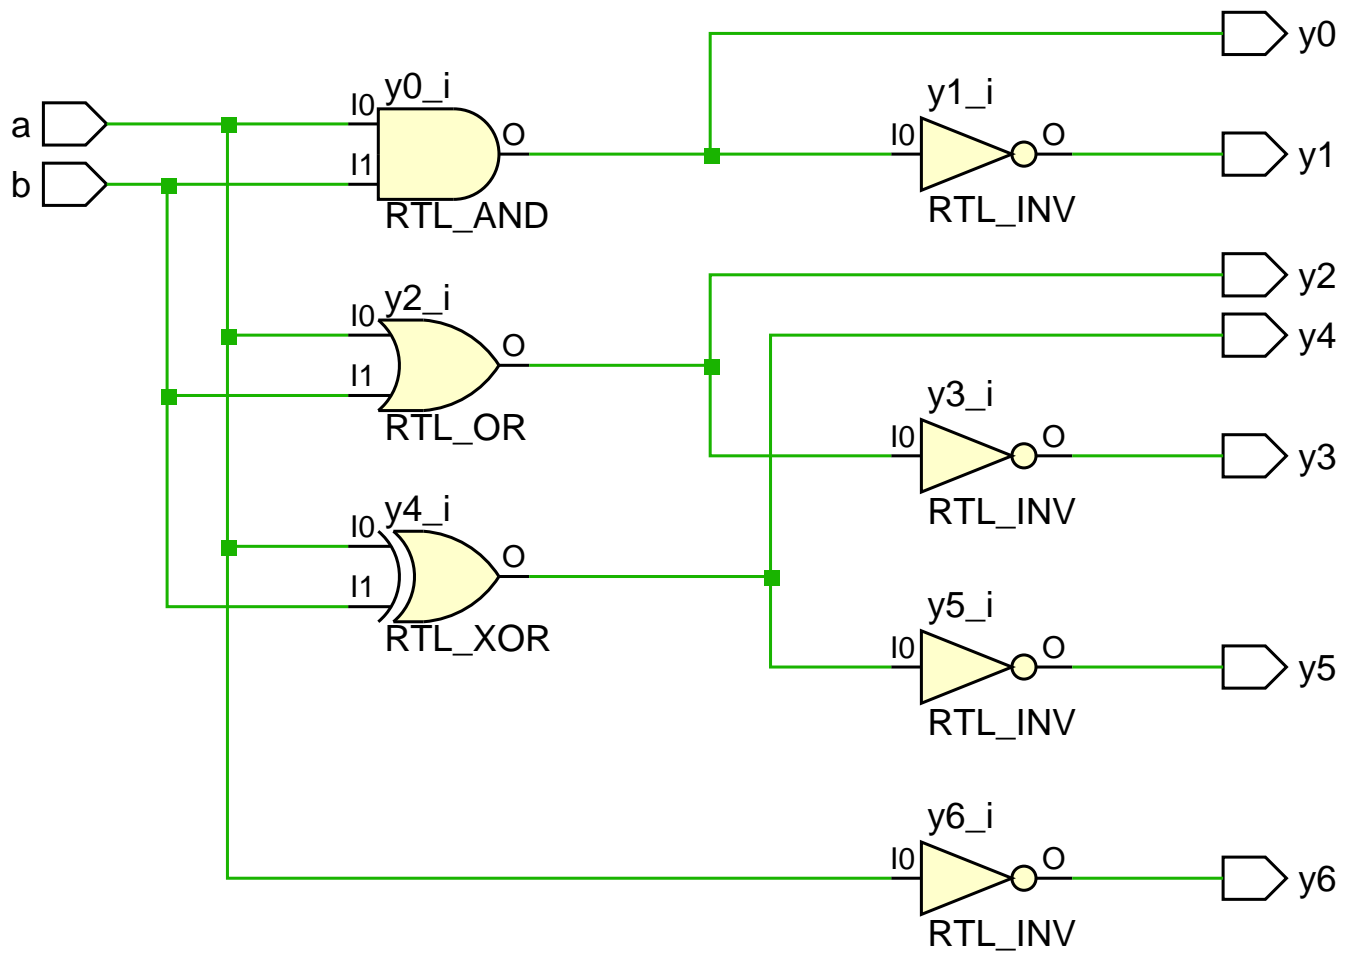 y0
y0_i
y1_i
a
I0
O
I0
O
y1
b
I1
RTL_AND
RTL_INV
y2
y2_i
I0
O
y4
I1
y3_i
RTL_OR
I0
O
y3
y4_i
RTL_INV
I0
O
I1
y5_i
RTL_XOR
I0
O
y5
RTL_INV
y6_i
I0
O
y6
RTL_INV